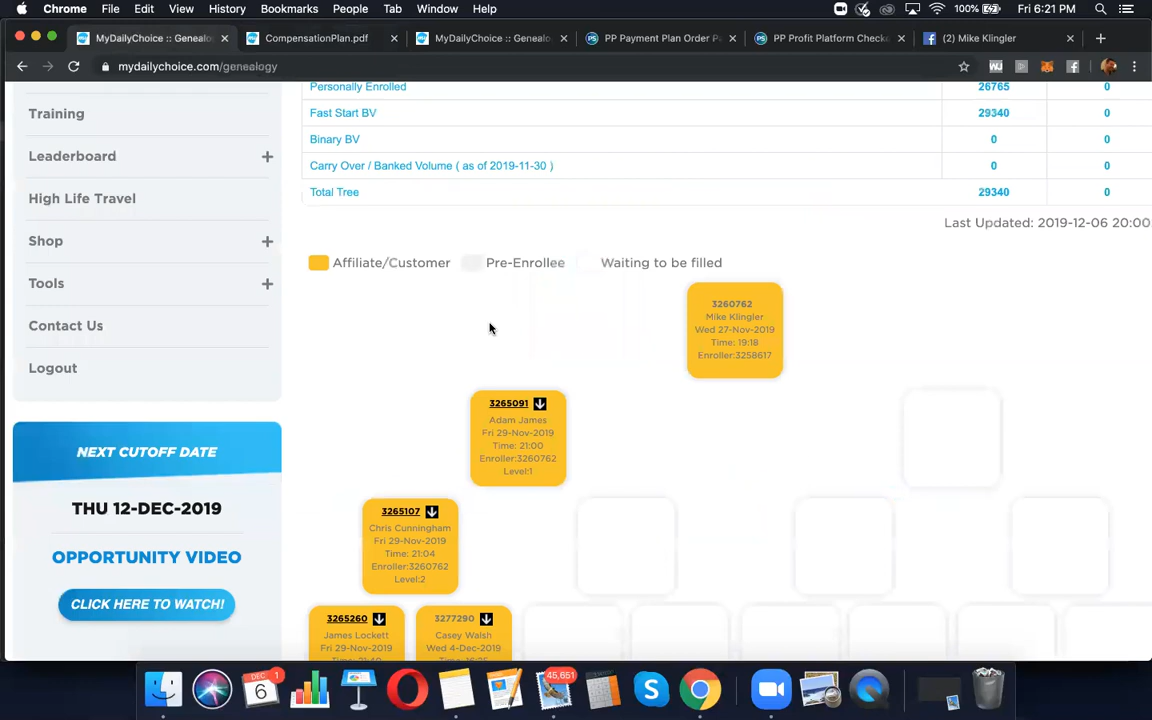 Chrome File Edit View History Bookmarks People Tab Window Help 100% Fri 6:21 PM
MyDailyChoice :: Genealo CompensationPlan.pdf MyDailyChoice :: Genealo PP Payment Plan Order Pa PP Profit Platform Checko (2) Mike Klingler
mydailychoice.com/genealogy
Personally Enrolled 26765 0
Training
Fast Start BV 29340 0
Binary BV 0 0
Leaderboard +
Carry Over / Banked Volume ( as of 2019-11-30 ) 0 0
High Life Travel
Total Tree 29340 0
Last Updated: 2019-12-06 20:00
Shop +
Affiliate/Customer Pre-Enrollee Waiting to be filled
Tools +
Contact Us
Logout
3260762
Mike Klingler
Wed 27-Nov-2019
Time: 19:18
Enroller:3258617
3265091
Adam James
Fri 29-Nov-2019
Time: 21:00
Enroller:3260762
Level:1
NEXT CUTOFF DATE
THU 12-DEC-2019
OPPORTUNITY VIDEO
CLICK HERE TO WATCH!
3265107
Chris Cunningham
Fri 29-Nov-2019
Time: 21:04
Enroller:3260762
Level:2
3265260
James Lockett
Fri 29-Nov-2019
3277290
Casey Walsh
Wed 4-Dec-2019
DEC 1
6
45,651